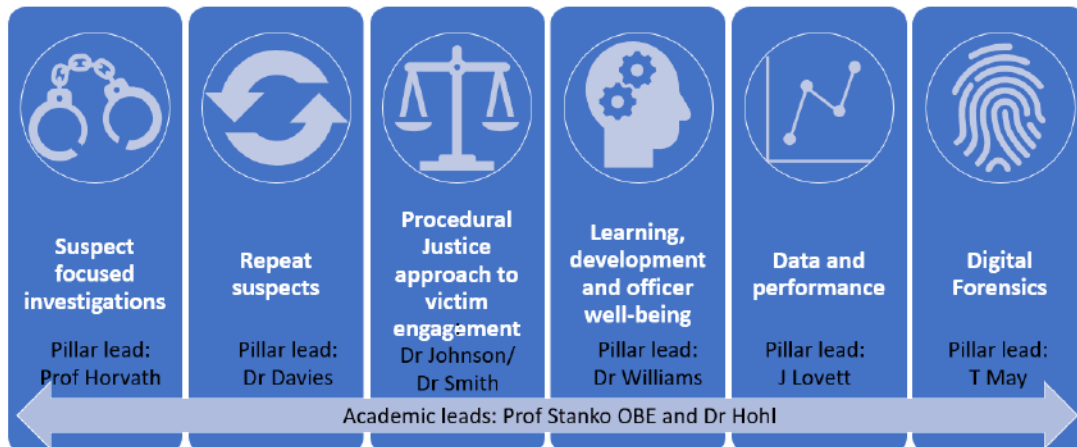 Suspect
focused
investigations
Pillar lead:
Prof Horvath
Repeat
suspects
Pillar lead:
Dr Davies
Procedural
Justice
approach to
victim
engagement
Dr Johnson/
Dr Smith
Learning,
development
and officer
well-being
Pillar lead:
Dr Williams
Data and
performance
Pillar lead:
J Lovett
Digital
Forensics
Pillar lead:
T May
Academic leads: Prof Stanko OBE and Dr Hohl